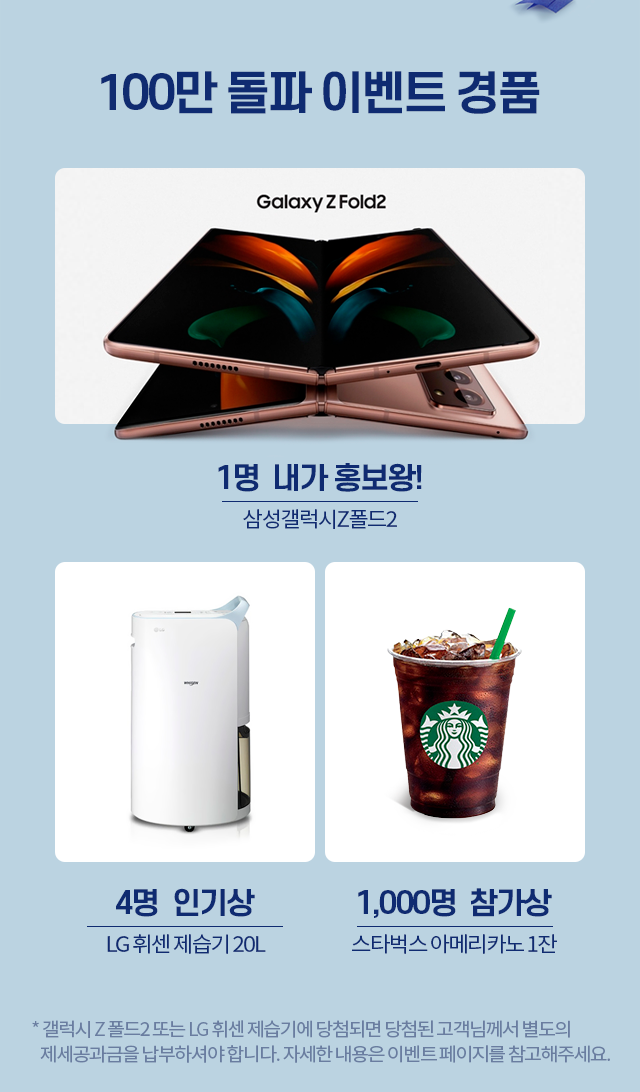 100만 돌파 이벤트 경품
Galaxy Z Fold2
1명 내가 홍보왕!
삼성갤럭시Z폴드2
4명 인기상
LG 휘센 제습기 20L
1,000명 참가상
스타벅스 아메리카노 1잔
* 갤럭시 Z 폴드2 또는 LG 휘센 제습기에 당첨되면 당첨된 고객님께서 별도의
제세공과금을 납부하셔야 합니다. 자세한 내용은 이벤트 페이지를 참고해주세요.